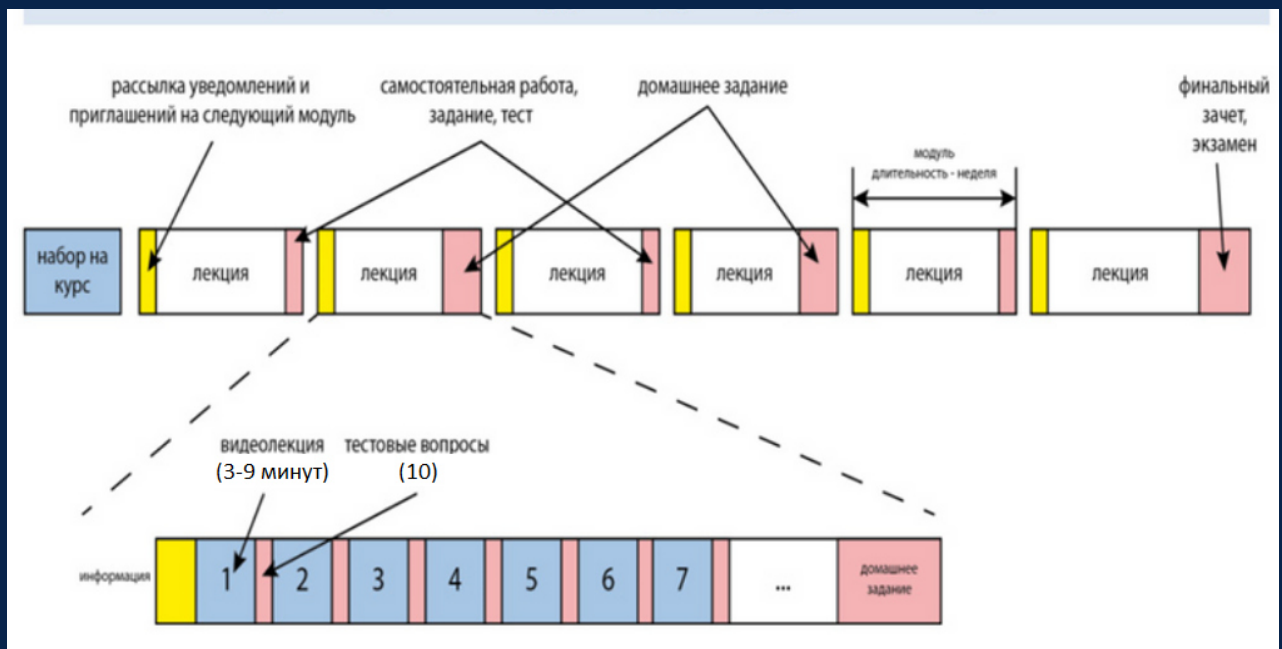 рассылка уведомлений и
приглашений на следующий модуль
самостоятельная работа,
задание, тест
домашнее задание
финальный
зачет,
экзамен
модуль
длительность - неделя
набор на
курс
лекция
лекция
лекция
лекция
лекция
лекция
видеолекция
(3-9 минут)
тестовые вопросы
(10)
информация
1
2
3
4
5
6
7
...
домашнее
задание